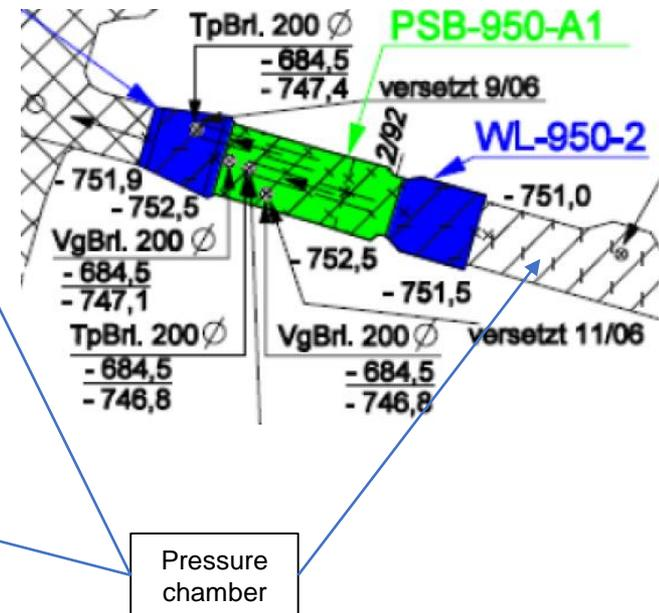 TpBrl. 200 Ø
- 684,5
- 747,4
PSB-950-A1
versetzt 9/06
2/92
WL-950-2
- 751,9
- 752,5
- 751,0
VgBrl. 200 Ø
- 684,5
- 747,1
- 752,5
- 751,5
TpBrl. 200 Ø
- 684,5
- 746,8
VgBrl. 200 Ø
- 684,5
- 746,8
versetzt 11/06
Pressure
chamber